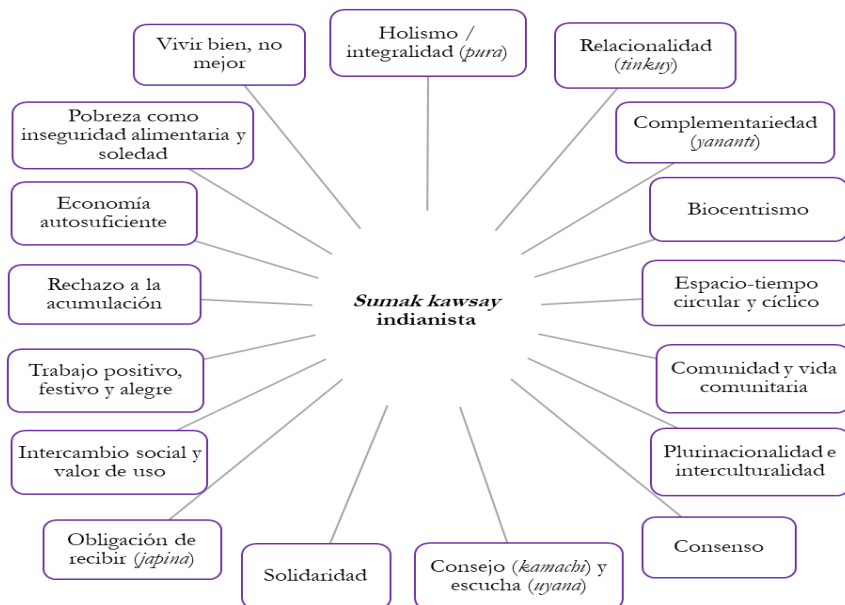 Holismo /
integralidad (pura)
Relacionalidad
(tinkuy)
Complementariedad
(yananti)
Biocentrismo
Espacio-tiempo
circular y cíclico
Comunidad y vida
comunitaria
Plurinacionalidad e
interculturalidad
Consenso
Consejo (kamachi) y
escucha (uyana)
Solidaridad
Obligación de
recibir (japina)
Intercambio social y
valor de uso
Trabajo positivo,
festivo y alegre
Rechazo a la
acumulación
Economía
autosuficiente
Pobreza como
inseguridad alimentaria y
soledad
Vivir bien, no
mejor
Sumak kawsay
indianista